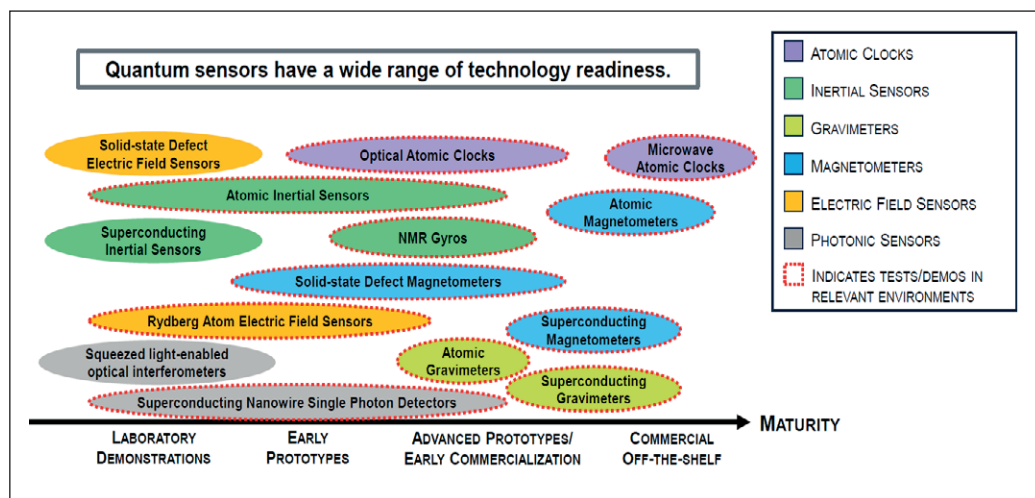 Quantum sensors have a wide range of technology readiness.
Solid-state Defect
Electric Field Sensors
Optical Atomic Clocks
Microwave
Atomic Clocks
Atomic Inertial Sensors
Atomic
Magnetometers
Superconducting
Inertial Sensors
NMR Gyros
Solid-state Defect Magnetometers
Rydberg Atom Electric Field Sensors
Superconducting
Magnetometers
Squeezed light-enabled
optical interferometers
Atomic
Gravimeters
Superconducting
Gravimeters
Superconducting Nanowire Single Photon Detectors
MATURITY
LABORATORY
DEMONSTRATIONS
EARLY
PROTOTYPES
ADVANCED PROTOTYPES/
EARLY COMMERCIALIZATION
COMMERCIAL
OFF-THE-SHELF
ATOMIC CLOCKS
INERTIAL SENSORS
GRAVIMETERS
MAGNETOMETERS
ELECTRIC FIELD SENSORS
PHOTONIC SENSORS
INDICATES TESTS/DEMOS IN
RELEVANT ENVIRONMENTS